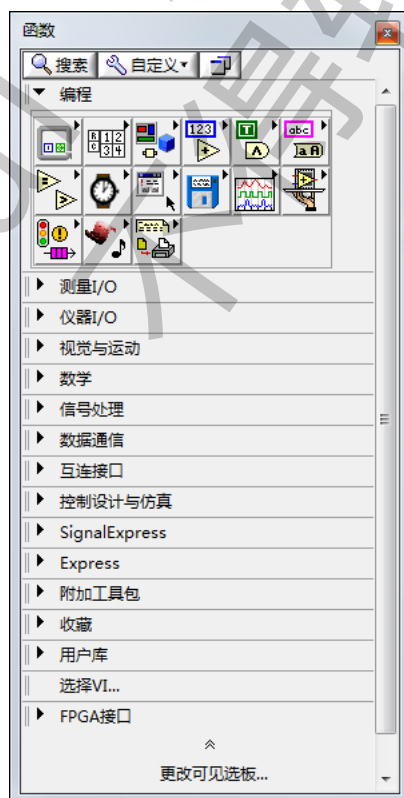 函数
搜索 自定义
编程
测量I/O
仪器I/O
视觉与运动
数学
信号处理
数据通信
互连接口
控制设计与仿真
SignalExpress
Express
附加工具包
收藏
用户库
选择VI...
FPGA接口
更改可见选板...